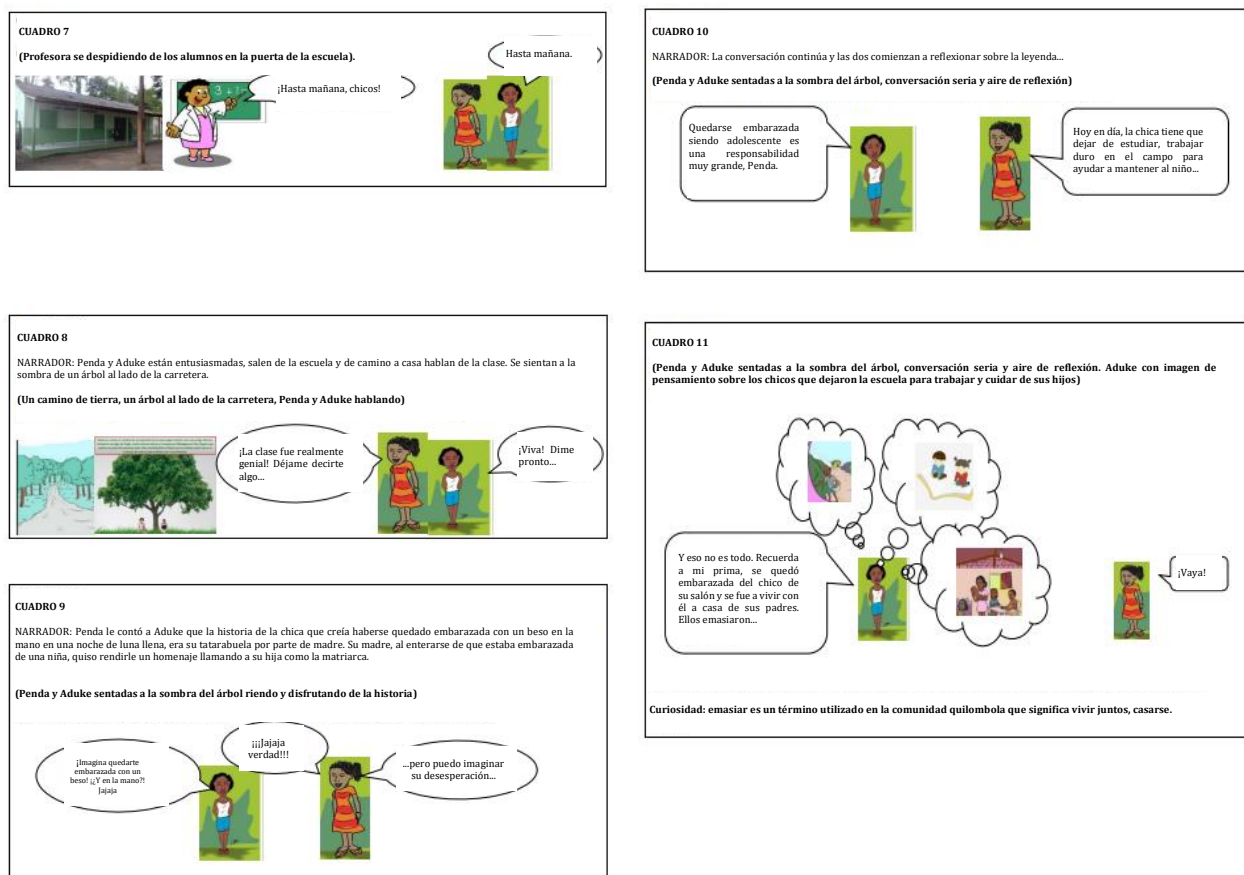 CUADRO 7
(Profesora se despidiendo de los alumnos en la puerta de la escuela).
¡Hasta mañana, chicos!
Hasta mañana.
CUADRO 8
NARRADOR: Penda y Aduke están entusiasmadas, salen de la escuela y de camino a casa hablan de la clase. Se sientan a la
sombra de un árbol al lado de la carretera.
(Un camino de tierra, un árbol al lado de la carretera, Penda y Aduke hablando)
¡La clase fue realmente
genial! Déjame decirte
algo...
¡Viva! Dime
pronto...
CUADRO 9
NARRADOR: Penda le contó a Aduke que la historia de la chica que creía haberse quedado embarazada con un beso en la
mano en una noche de luna llena, era su tatarabuela por parte de madre. Su madre, al enterarse de que estaba embarazada
de una niña, quiso rendirle un homenaje llamando a su hija como la matriarca.
(Penda y Aduke sentadas a la sombra del árbol riendo y disfrutando de la historia)
¡Imagina quedarte
embarazada con un
beso! ¿¡Y en la mano?!
Jajaja
¡¡¡Jajaja
verdad!!!
...pero puedo imaginar
su desesperación...
CUADRO 10
NARRADOR: La conversación continúa y las dos comienzan a reflexionar sobre la leyenda...
(Penda y Aduke sentadas a la sombra del árbol, conversación seria y aire de reflexión)
Quedarse embarazada
siendo adolescente es
una responsabilidad
muy grande, Penda.
Hoy en día, la chica tiene que
dejar de estudiar, trabajar
duro en el campo para
ayudar a mantener al niño...
CUADRO 11
(Penda y Aduke sentadas a la sombra del árbol, conversación seria y aire de reflexión. Aduke con imagen de
pensamiento sobre los chicos que dejaron la escuela para trabajar y cuidar de sus hijos)
Y eso no es todo. Recuerda
a mi prima, se quedó
embarazada del chico de
su salón y se fue a vivir con
él a casa de sus padres.
Ellos emasiaron...
¡Vaya!
Curiosidad: emasiar es un término utilizado en la comunidad quilombola que significa vivir juntos, casarse.